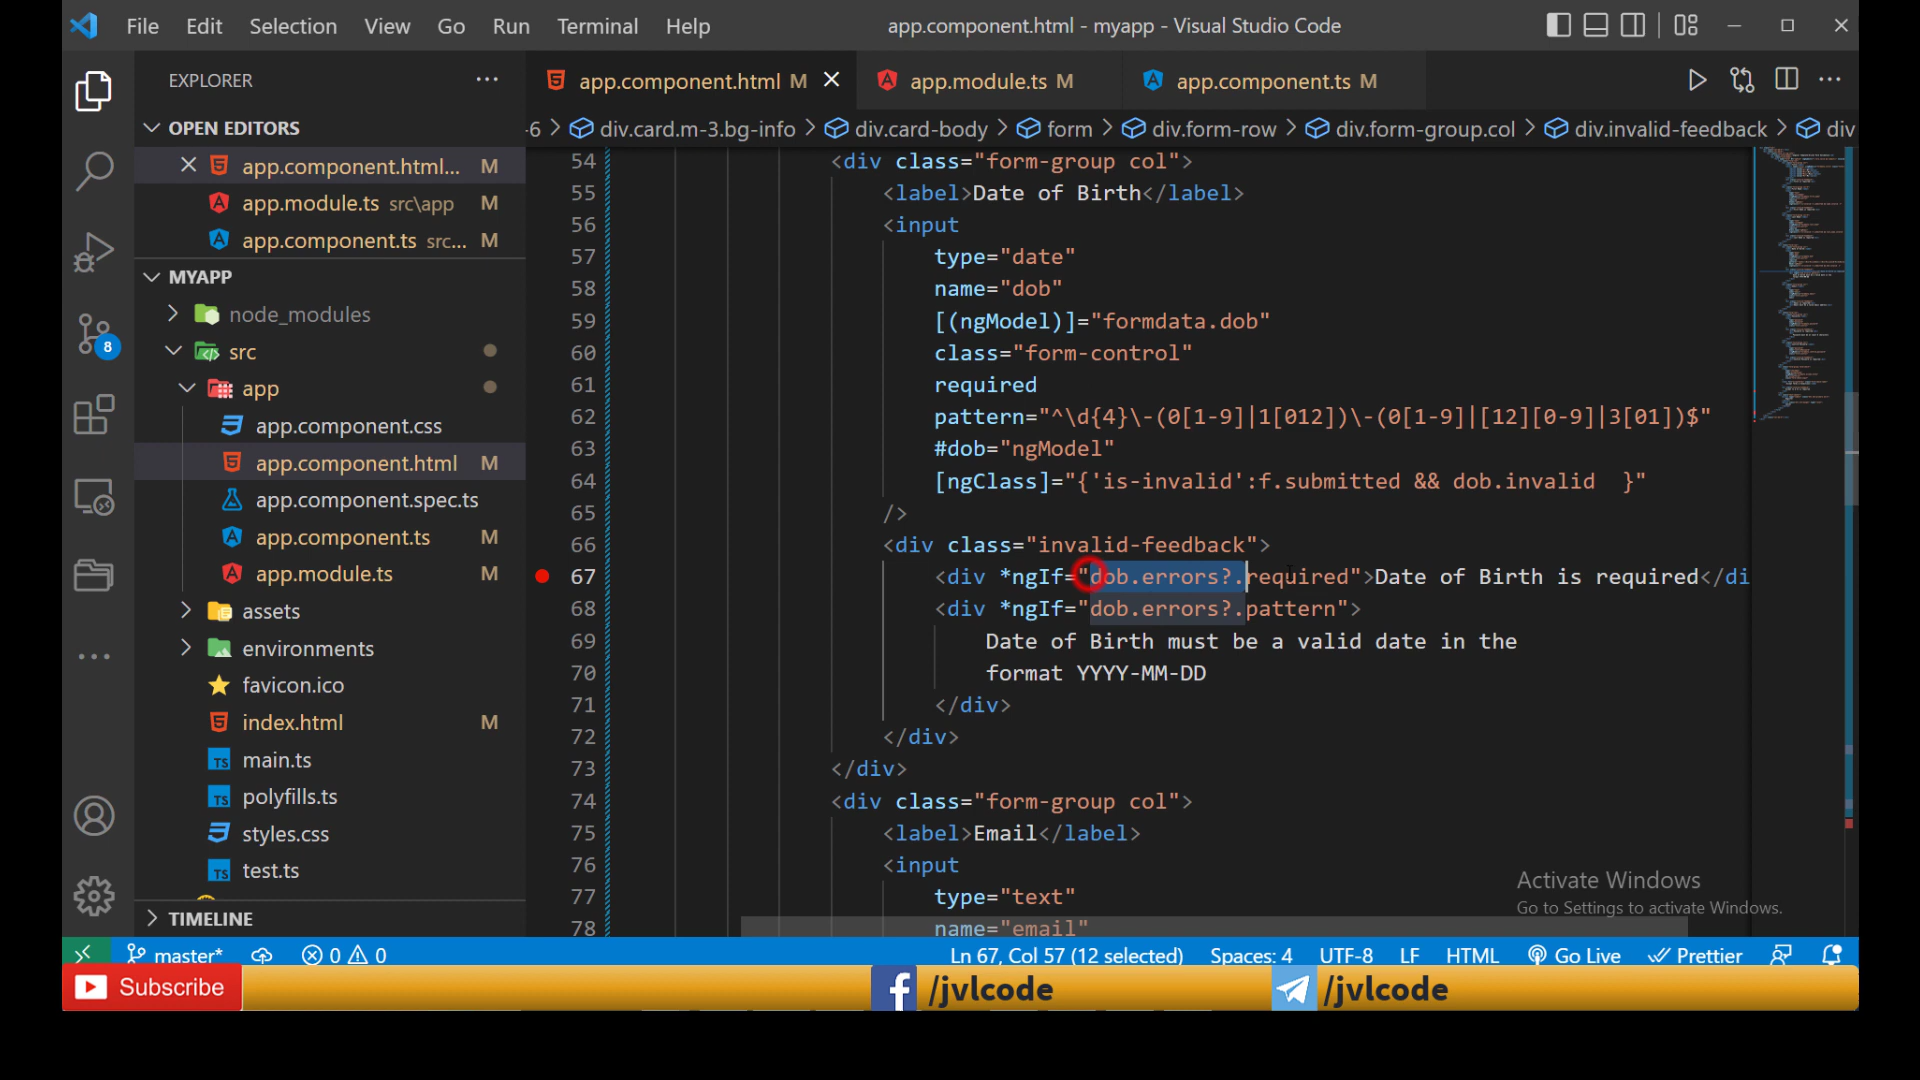 File Edit Selection View Go Run Terminal Help
app.component.html - myapp - Visual Studio Code
EXPLORER
OPEN EDITORS
app.component.html... M
app.module.ts src\app M
app.component.ts src... M
MYAPP
node_modules
src
app
app.component.css
app.component.html M
app.component.spec.ts
app.component.ts M
app.module.ts M
assets
environments
favicon.ico
index.html M
main.ts
polyfills.ts
styles.css
test.ts
TIMELINE
8
app.component.html M
app.module.ts M
app.component.ts M
-6 > div.card.m-3.bg-info > div.card-body > form > div.form-row > div.form-group.col > div.invalid-feedback > div
54 <div class="form-group col">
55 <label>Date of Birth</label>
56 <input
57 type="date"
58 name="dob"
59 [(ngModel)]="formdata.dob"
60 class="form-control"
61 required
62 pattern="^\d{4}\-(0[1-9]|1[012])\-(0[1-9]|[12][0-9]|3[01])$"
63 #dob="ngModel"
64 [ngClass]="{'is-invalid':f.submitted && dob.invalid  }"
65 />
66 <div class="invalid-feedback">
67 <div *ngIf="dob.errors?.required">Date of Birth is required</di
68 <div *ngIf="dob.errors?.pattern">
69 Date of Birth must be a valid date in the
70 format YYYY-MM-DD
71 </div>
72 </div>
73 </div>
74 <div class="form-group col">
75 <label>Email</label>
76 <input
77 type="text"
78 name="email"
Activate Windows
Go to Settings to activate Windows.
master* 0 0 Ln 67, Col 57 (12 selected) Spaces: 4 UTF-8 LF HTML Go Live Prettier
Subscribe /jvlcode /jvlcode